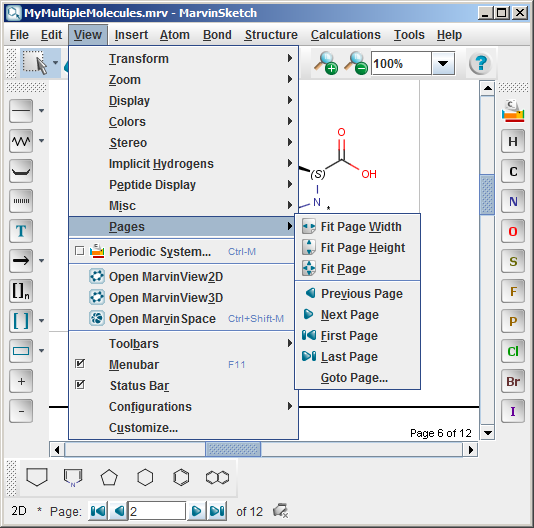 MyMultipleMolecules.mrv - MarvinSketch
File Edit View Insert Atom Bond Structure Calculations Tools Help
100%
Transform
Zoom
Display
Colors
Stereo
Implicit Hydrogens
Peptide Display
Misc
Pages
Periodic System... Ctrl-M
Open MarvinView2D
Open MarvinView3D
Open MarvinSpace Ctrl+Shift-M
Toolbars
Menubar F11
Status Bar
Configurations
Customize...
Fit Page Width
Fit Page Height
Fit Page
Previous Page
Next Page
First Page
Last Page
Goto Page...
O
OH
(S)
N *
T
[]n
[ ]
+
-
H
C
N
O
S
F
P
Cl
Br
I
Page 6 of 12
2D * Page: 2 of 12